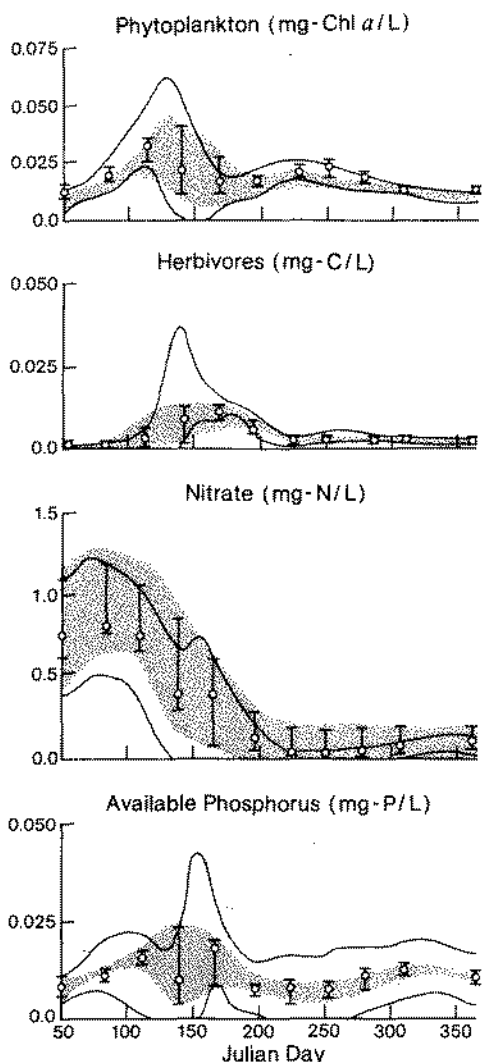 Phytoplankton (mg-Chl a/L)
0.075
0.050
0.025
0.0
Herbivores (mg-C/L)
0.050
0.025
0.0
Nitrate (mg-N/L)
1.5
1.0
0.5
0.0
Available Phosphorus (mg-P/L)
0.050
0.025
0.0
50 100 150 200 250 300 350
Julian Day